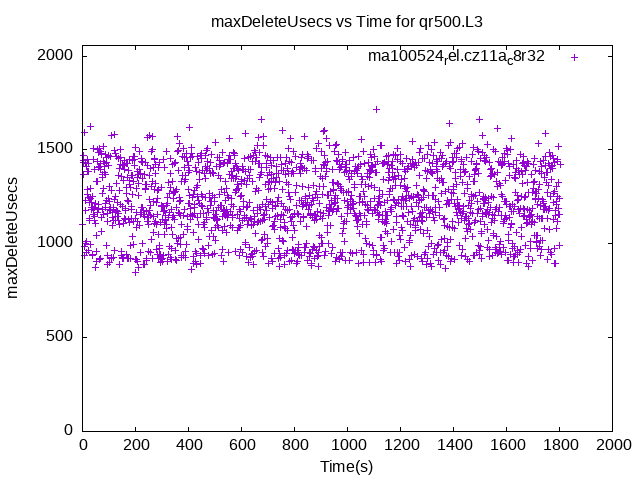 maxDeleteUsecs vs Time for qr500.L3
ma100524rel.cz11ac8r32
2000
1500
1000
500
0
maxDeleteUsecs
0 200 400 600 800 1000 1200 1400 1600 1800 2000
Time(s)